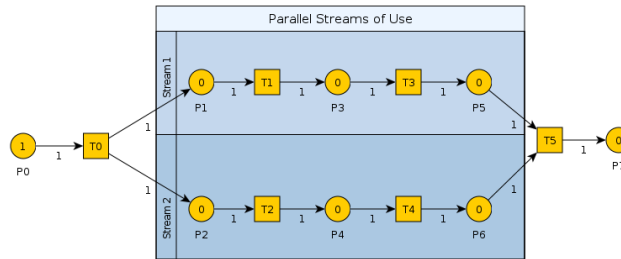 Parallel Streams of Use
Stream 1
0 T1 0 T3 0
1 1 1 1
P1 P3 P5
1 1
1 T0 T5 0
1 1
P0 P7
1 1
Stream 2
0 T2 0 T4 0
1 1 1 1
P2 P4 P6